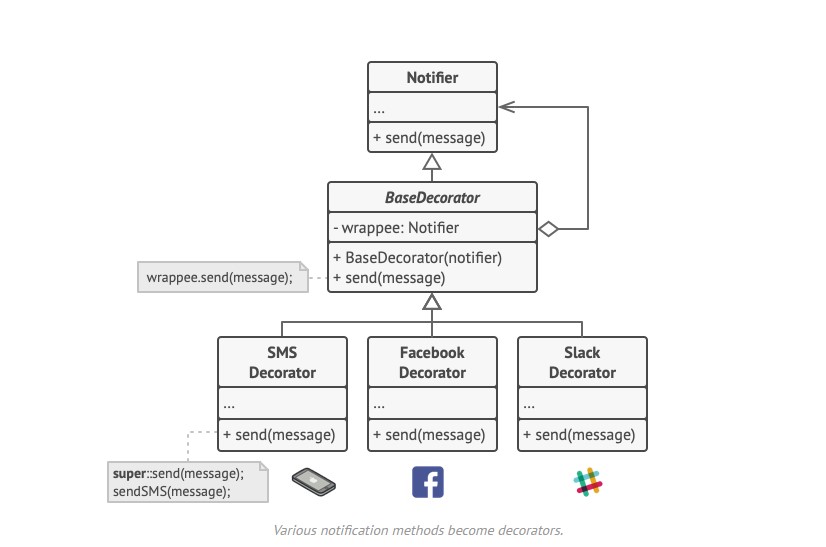 Notifier
...
+ send(message)
BaseDecorator
- wrappee: Notifier
+ BaseDecorator(notifier)
+ send(message)
wrappee.send(message);
SMS
Decorator
...
+ send(message)
Facebook
Decorator
...
+ send(message)
Slack
Decorator
...
+ send(message)
super::send(message);
sendSMS(message);
Various notification methods become decorators.